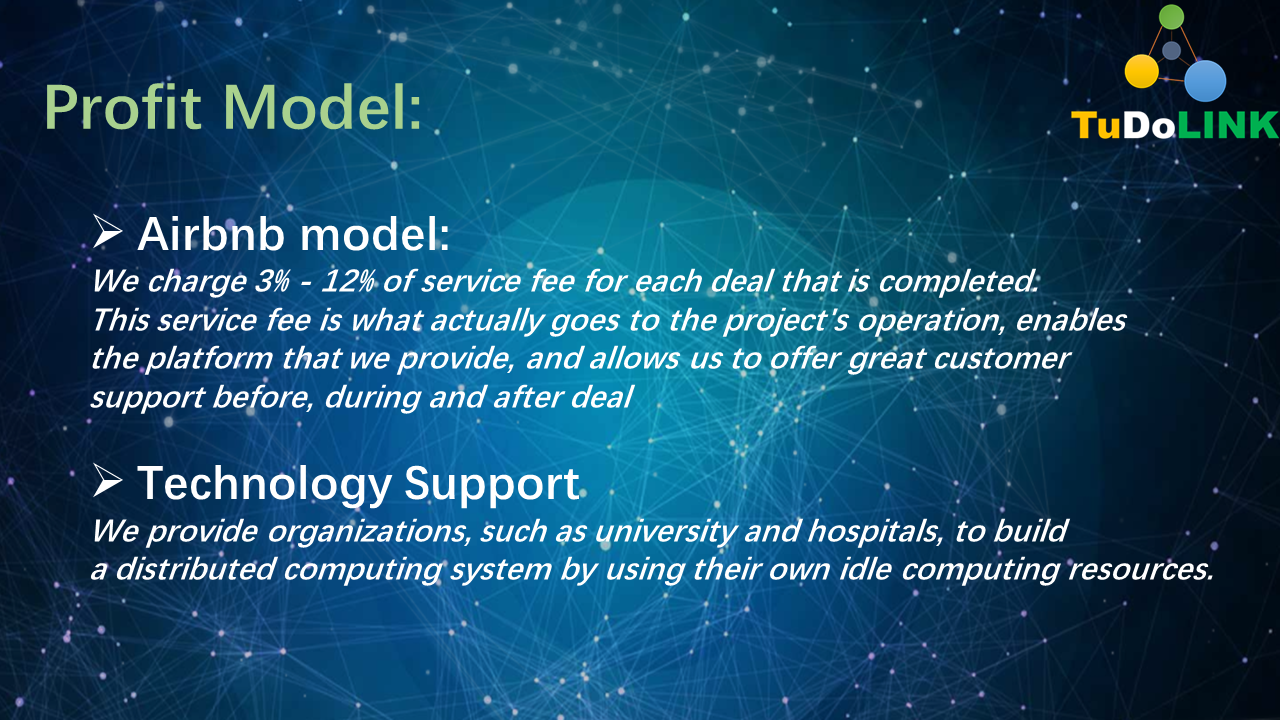 TuDoLINK
Profit Model:
➢ Airbnb model:
We charge 3% - 12% of service fee for each deal that is completed.
This service fee is what actually goes to the project's operation, enables
the platform that we provide, and allows us to offer great customer
support before, during and after deal
➢ Technology Support
We provide organizations, such as university and hospitals, to build
a distributed computing system by using their own idle computing resources.